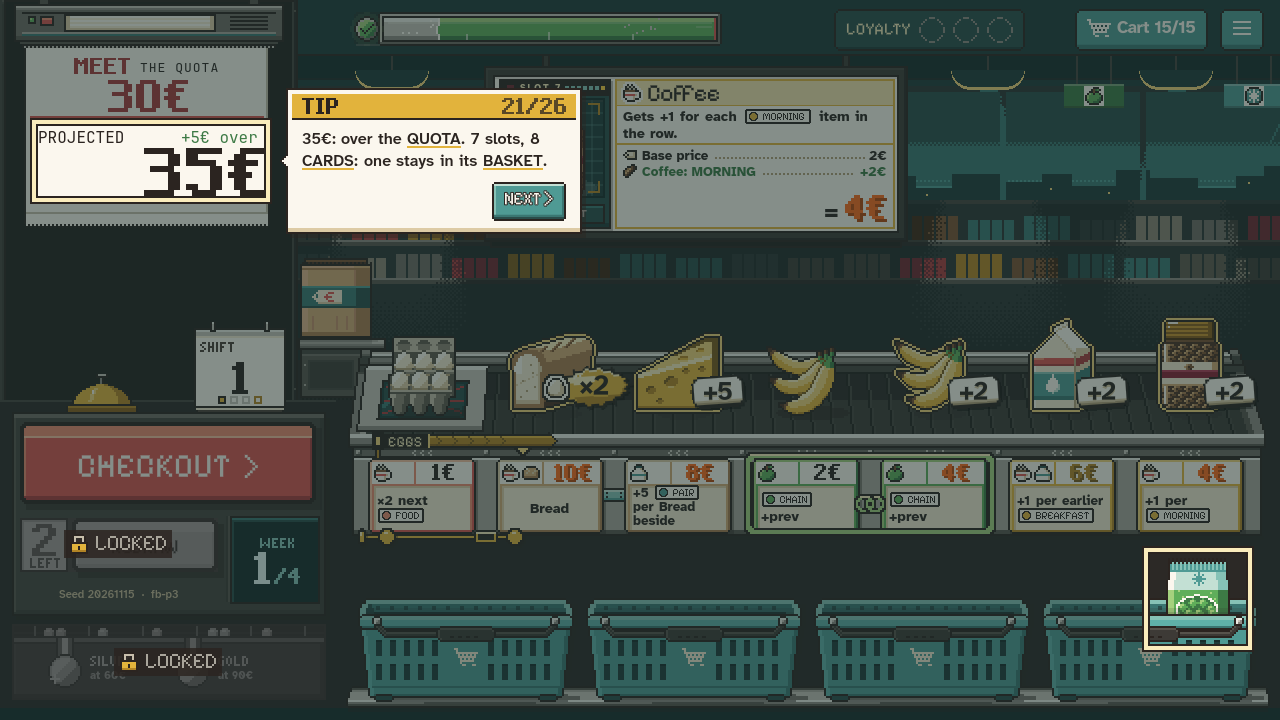 LOYALTY
Cart 15/15
MEET THE QUOTA
30€
PROJECTED +5€ over
35€
TIP 21/26
35€: over the QUOTA. 7 slots, 8
CARDS: one stays in its BASKET.
NEXT
Coffee
Gets +1 for each MORNING item in
the row.
Base price 2€
Coffee: MORNING +2€
= 4€
€
SHIFT
1
×2
+5
+2
+2
+2
EGGS
CHECKOUT >
1€
×2 next
FOOD
10€
Bread
8€
+5 PAIR
per Bread
beside
2€
CHAIN
+prev
4€
CHAIN
+prev
6€
+1 per earlier
BREAKFAST
4€
+1 per
MORNING
2
LEFT
LOCKED
WEEK
1/4
Seed 20261115 · fb-p3
LOCKED